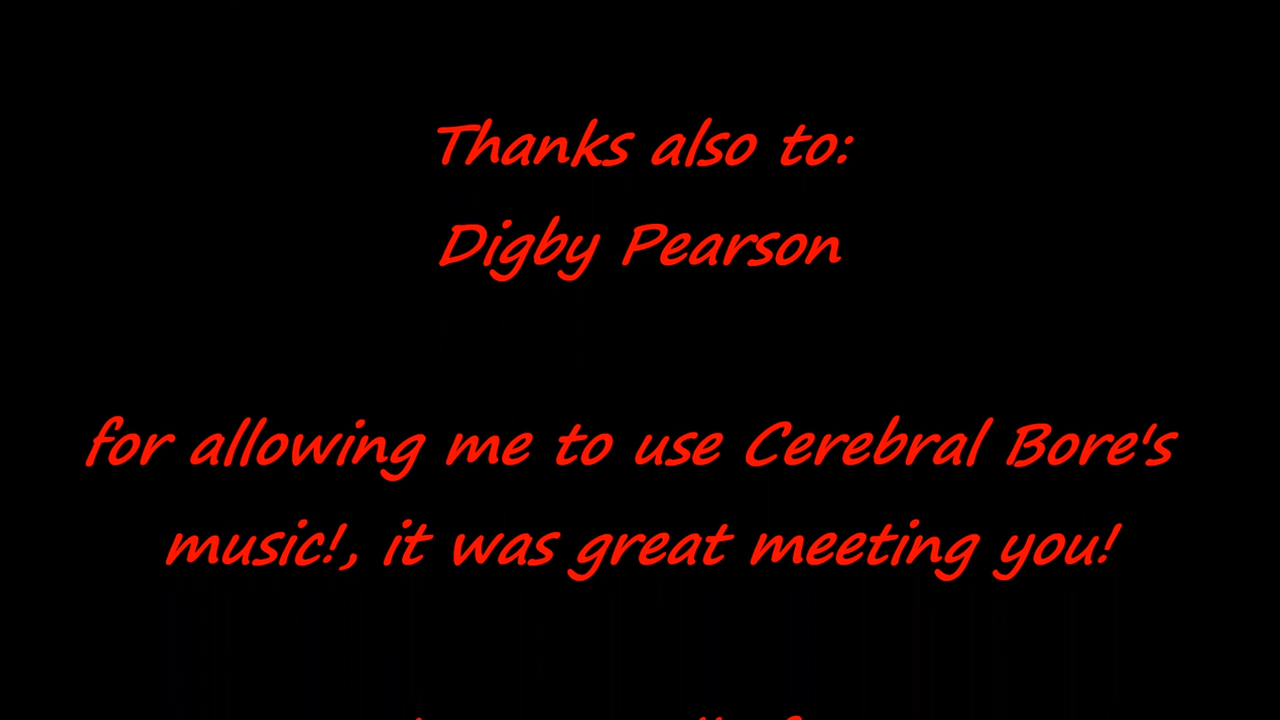 Thanks also to:
Digby Pearson
for allowing me to use Cerebral Bore's
music!, it was great meeting you!